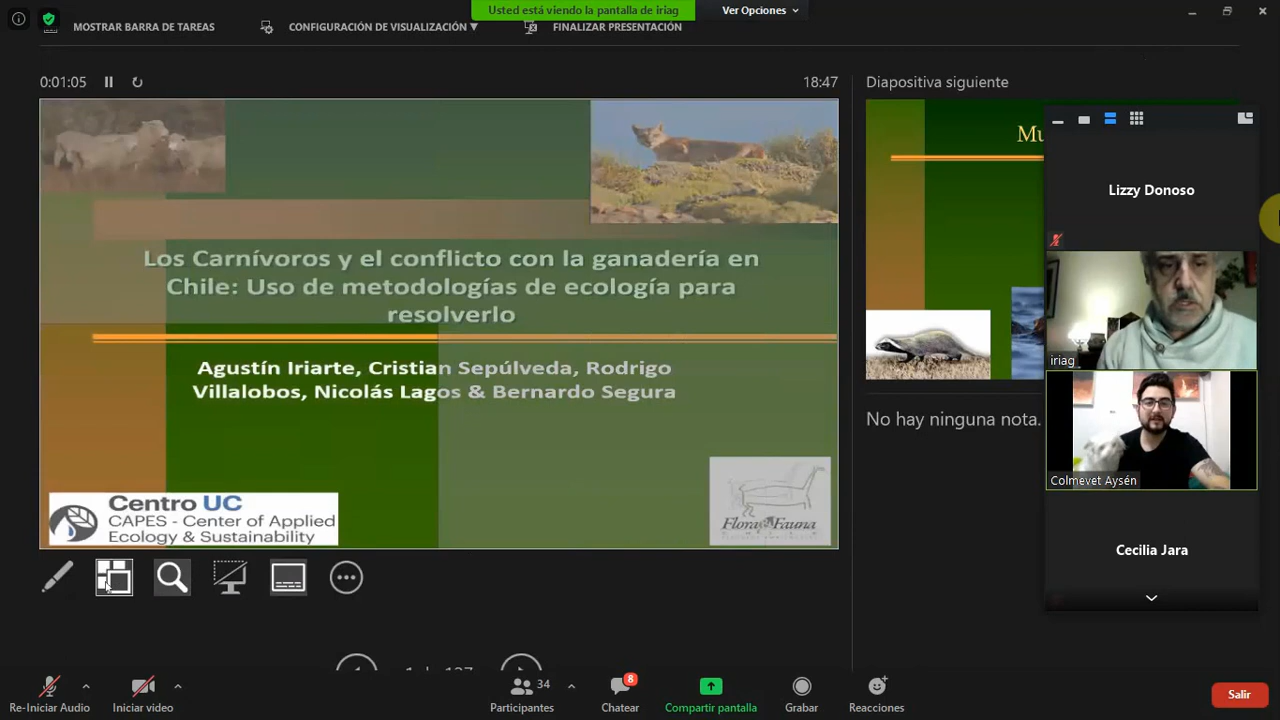 Usted está viendo la pantalla de iriag
Ver Opciones
MOSTRAR BARRA DE TAREAS
CONFIGURACIÓN DE VISUALIZACIÓN ▼
FINALIZAR PRESENTACIÓN
0:01:05
18:47
Diapositiva siguiente
Mu
Los Carnívoros y el conflicto con la ganadería en
Chile: Uso de metodologías de ecología para
resolverlo
Agustín Iriarte, Cristian Sepúlveda, Rodrigo
Villalobos, Nicolás Lagos & Bernardo Segura
Centro UC
CAPES - Center of Applied
Ecology & Sustainability
Flora & Fauna
No hay ninguna nota.
Lizzy Donoso
iriag
Colmevet Aysén
Cecilia Jara
Re-Iniciar Audio
Iniciar video
34
Participantes
8
Chatear
Compartir pantalla
Grabar
Reacciones
Salir